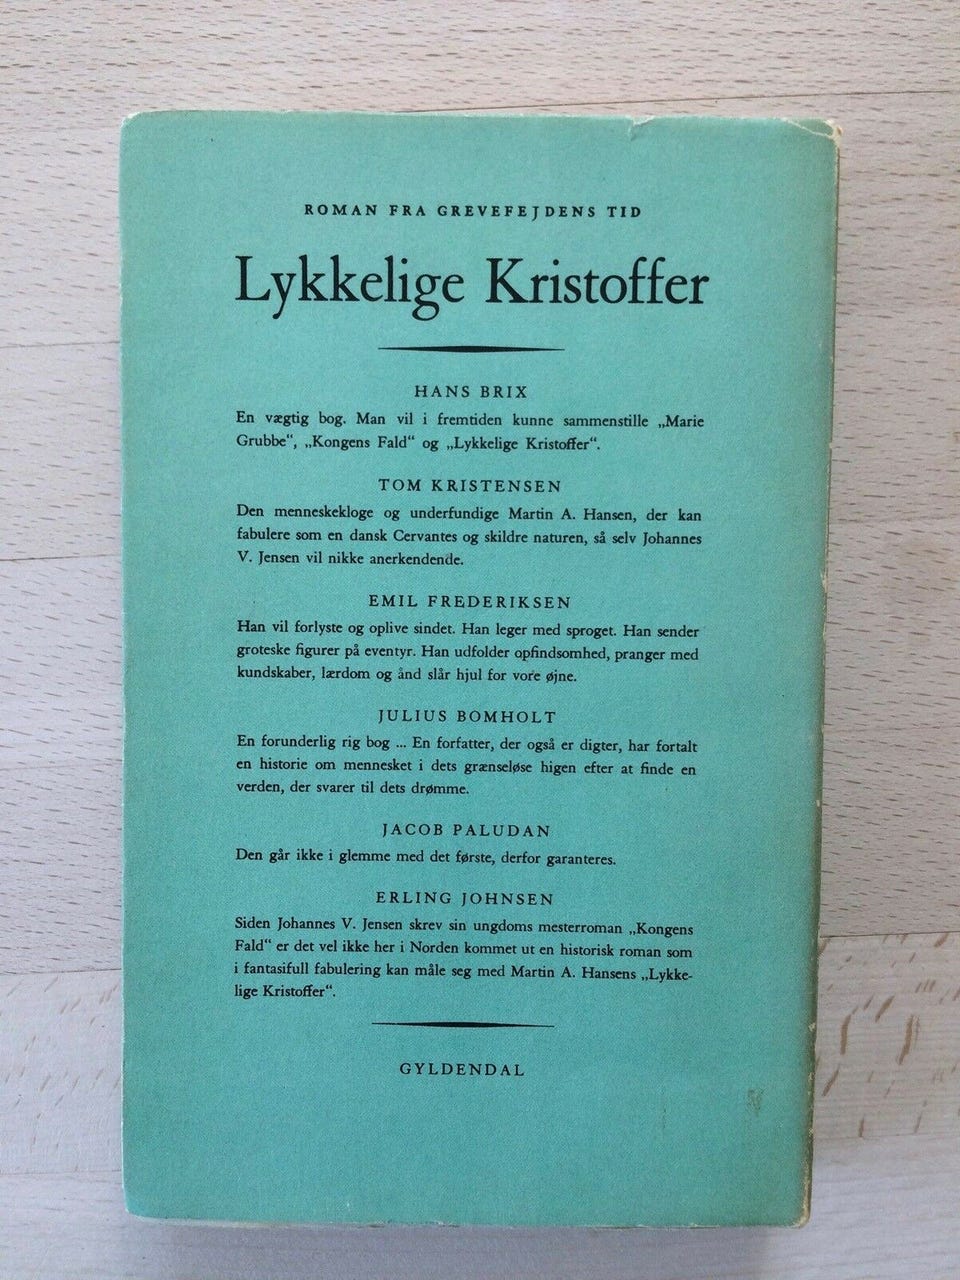 ROMAN FRA GREVEFEJDENS TID
Lykkelige Kristoffer
HANS BRIX
En vægtig bog. Man vil i fremtiden kunne sammenstille „Marie
Grubbe“, „Kongens Fald“ og „Lykkelige Kristoffer“.
TOM KRISTENSEN
Den menneskekloge og underfundige Martin A. Hansen, der kan
fabulere som en dansk Cervantes og skildre naturen, så selv Johannes
V. Jensen vil nikke anerkendende.
EMIL FREDERIKSEN
Han vil forlyste og oplive sindet. Han leger med sproget. Han sender
groteske figurer på eventyr. Han udfolder opfindsomhed, pranger med
kundskaber, lærdom og ånd slår hjul for vore øjne.
JULIUS BOMHOLT
En forunderlig rig bog ... En forfatter, der også er digter, har fortalt
en historie om mennesket i dets grænseløse higen efter at finde en
verden, der svarer til dets drømme.
JACOB PALUDAN
Den går ikke i glemme med det første, derfor garanteres.
ERLING JOHNSEN
Siden Johannes V. Jensen skrev sin ungdoms mesterroman „Kongens
Fald“ er det vel ikke her i Norden kommet ut en historisk roman som
i fantasifull fabulering kan måle seg med Martin A. Hansens „Lykke-
lige Kristoffer“.
GYLDENDAL